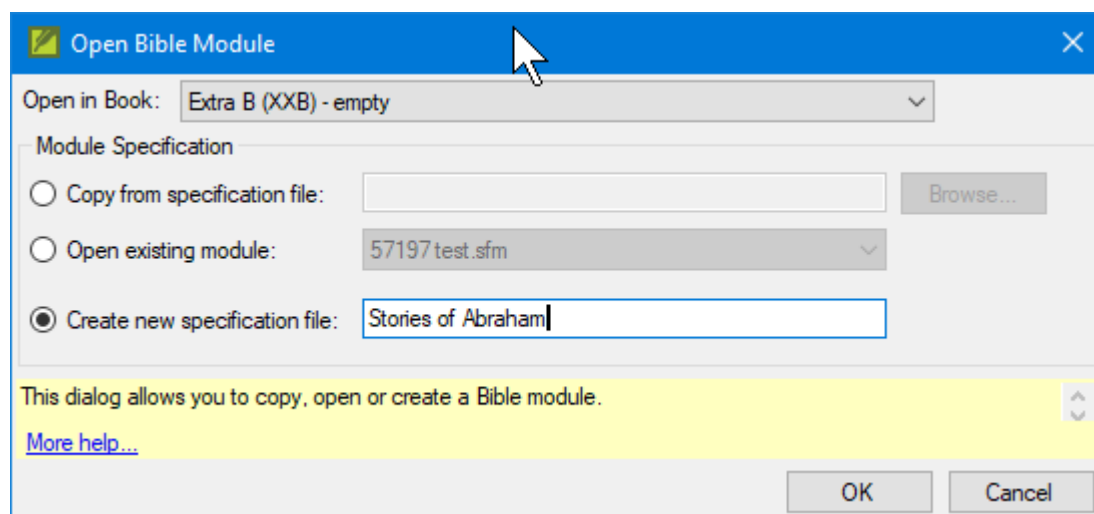 Open Bible Module
Open in Book: Extra B (XXB) - empty
Module Specification
Copy from specification file: Browse...
Open existing module: 57197test.sfm
Create new specification file: Stories of Abraham
This dialog allows you to copy, open or create a Bible module.
More help...
OK Cancel